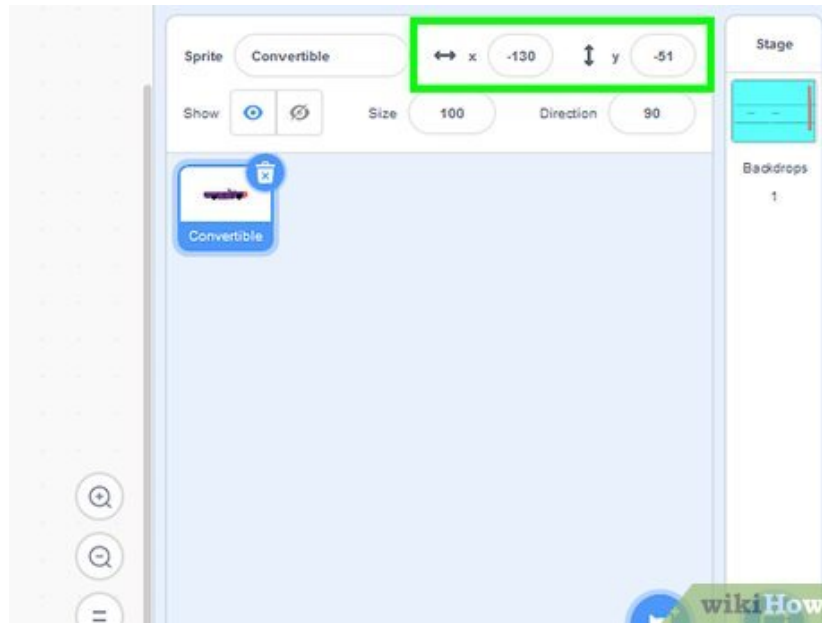 Sprite Convertible x -130 y -51
Show Size 100 Direction 90
Convertible
Stage
Backdrops
1
wikiHow